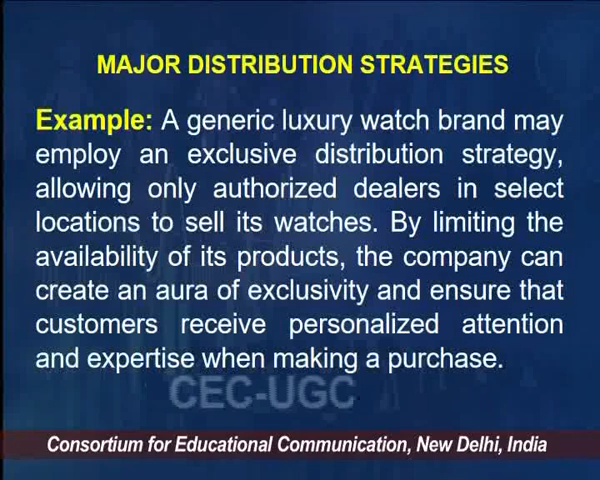 MAJOR DISTRIBUTION STRATEGIES
Example: A generic luxury watch brand may
employ an exclusive distribution strategy,
allowing only authorized dealers in select
locations to sell its watches. By limiting the
availability of its products, the company can
create an aura of exclusivity and ensure that
customers receive personalized attention
and expertise when making a purchase.
CEC-UGC
Consortium for Educational Communication, New Delhi, India